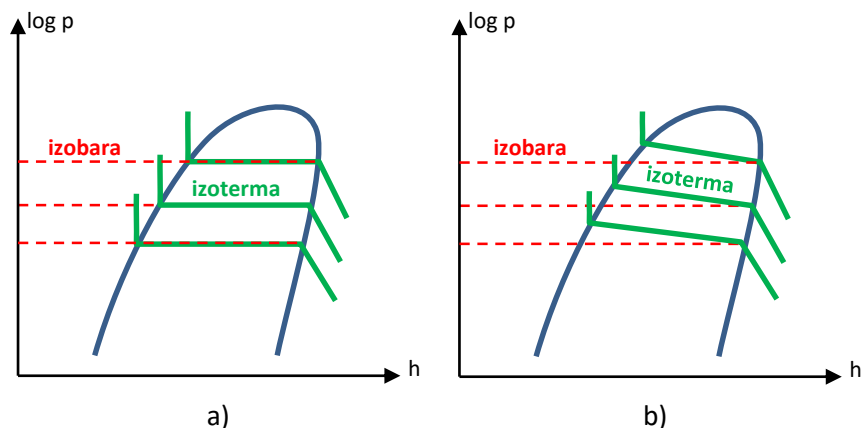 log p
izobara
izoterma
h
a)
log p
izobara
izoterma
h
b)